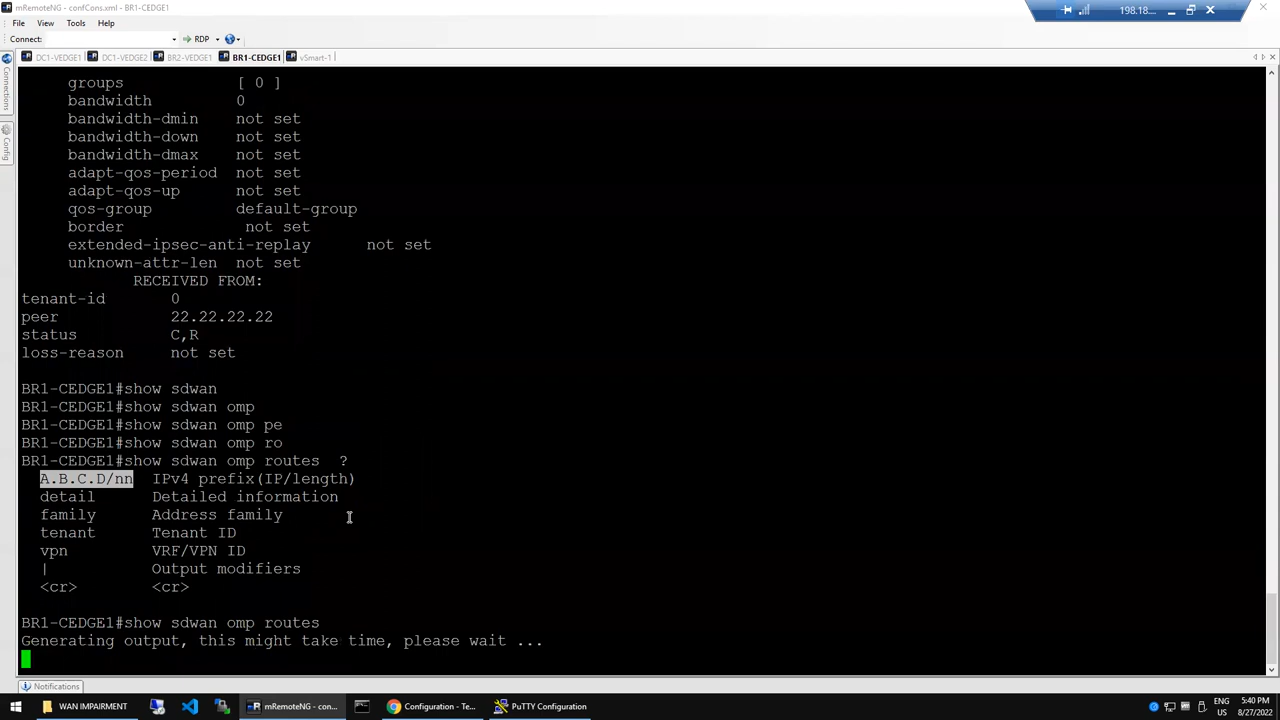 mRemoteNG - confCons.xml - BR1-CEDGE1
198.18...
File View Tools Help
Connect: RDP
DC1-VEDGE1 DC1-VEDGE2 BR2-VEDGE1 BR1-CEDGE1 vSmart-1
Connections
Config
groups [ 0 ]
bandwidth 0
bandwidth-dmin not set
bandwidth-down not set
bandwidth-dmax not set
adapt-qos-period not set
adapt-qos-up not set
qos-group default-group
border not set
extended-ipsec-anti-replay not set
unknown-attr-len not set
RECEIVED FROM:
tenant-id 0
peer 22.22.22.22
status C,R
loss-reason not set
BR1-CEDGE1#show sdwan
BR1-CEDGE1#show sdwan omp
BR1-CEDGE1#show sdwan omp pe
BR1-CEDGE1#show sdwan omp ro
BR1-CEDGE1#show sdwan omp routes ?
A.B.C.D/nn IPv4 prefix(IP/length)
detail Detailed information
family Address family
tenant Tenant ID
vpn VRF/VPN ID
| Output modifiers
<cr> <cr>
BR1-CEDGE1#show sdwan omp routes
Generating output, this might take time, please wait ...
Notifications
WAN IMPAIRMENT mRemoteNG - con... Configuration - Te... PuTTY Configuration
ENG 5:40 PM
US 8/27/2022